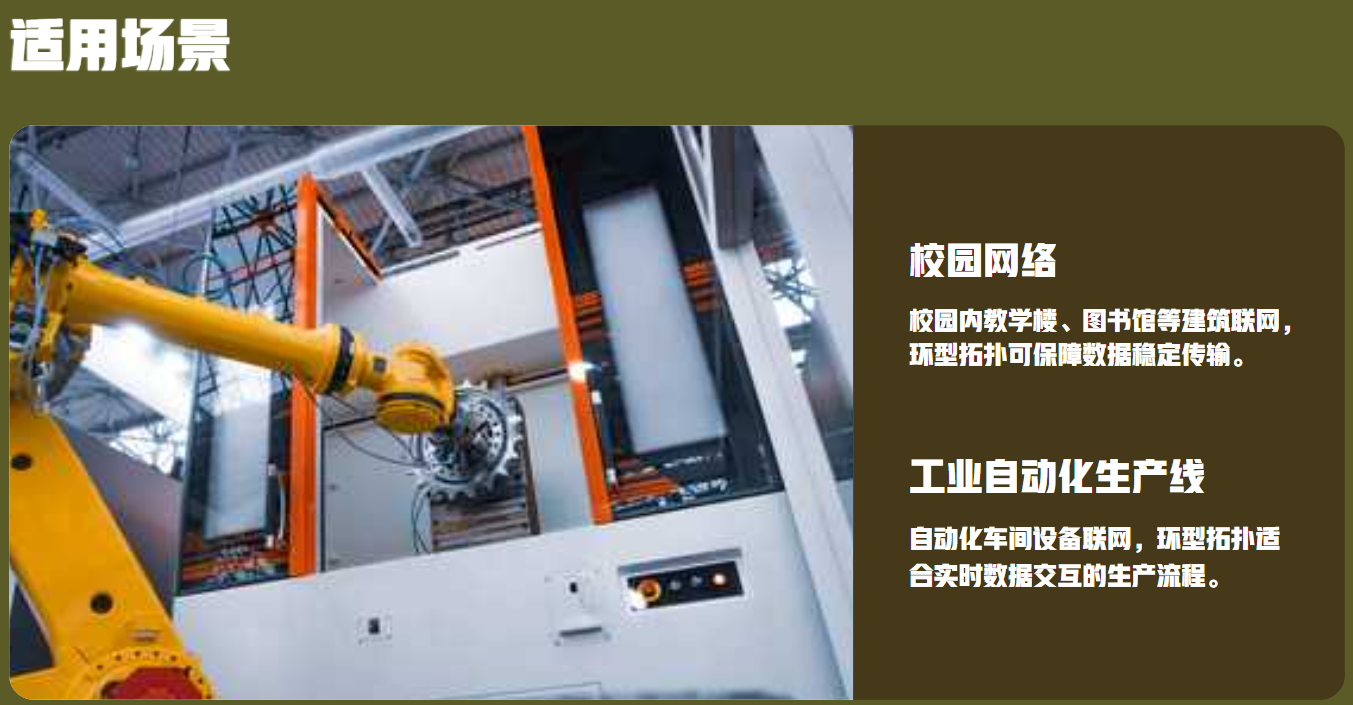 适用场景
校园网络
校园内教学楼、图书馆等建筑联网，
环型拓扑可保障数据稳定传输。
工业自动化生产线
自动化车间设备联网，环型拓扑适
合实时数据交互的生产流程。